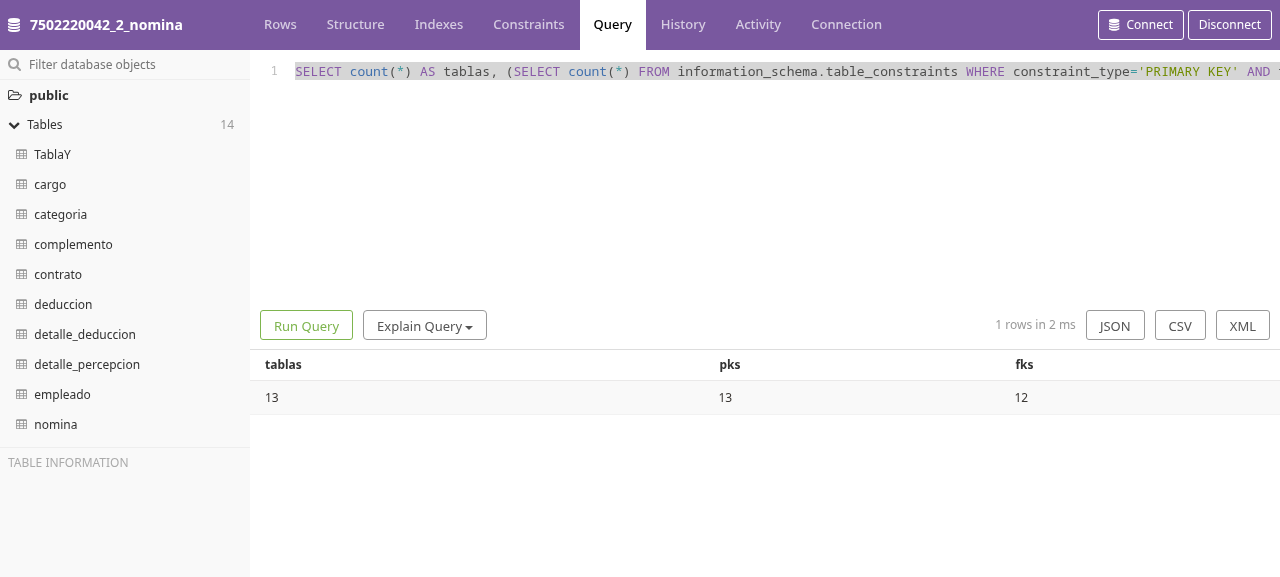 7502220042_2_nomina
Rows Structure Indexes Constraints Query History Activity Connection
Connect Disconnect
Filter database objects
public
Tables 14
TablaY
cargo
categoria
complemento
contrato
deduccion
detalle_deduccion
detalle_percepcion
empleado
nomina
TABLE INFORMATION
1 SELECT count(*) AS tablas, (SELECT count(*) FROM information_schema.table_constraints WHERE constraint_type='PRIMARY KEY' AND
Run Query Explain Query 1 rows in 2 ms JSON CSV XML
tablas pks fks
13 13 12